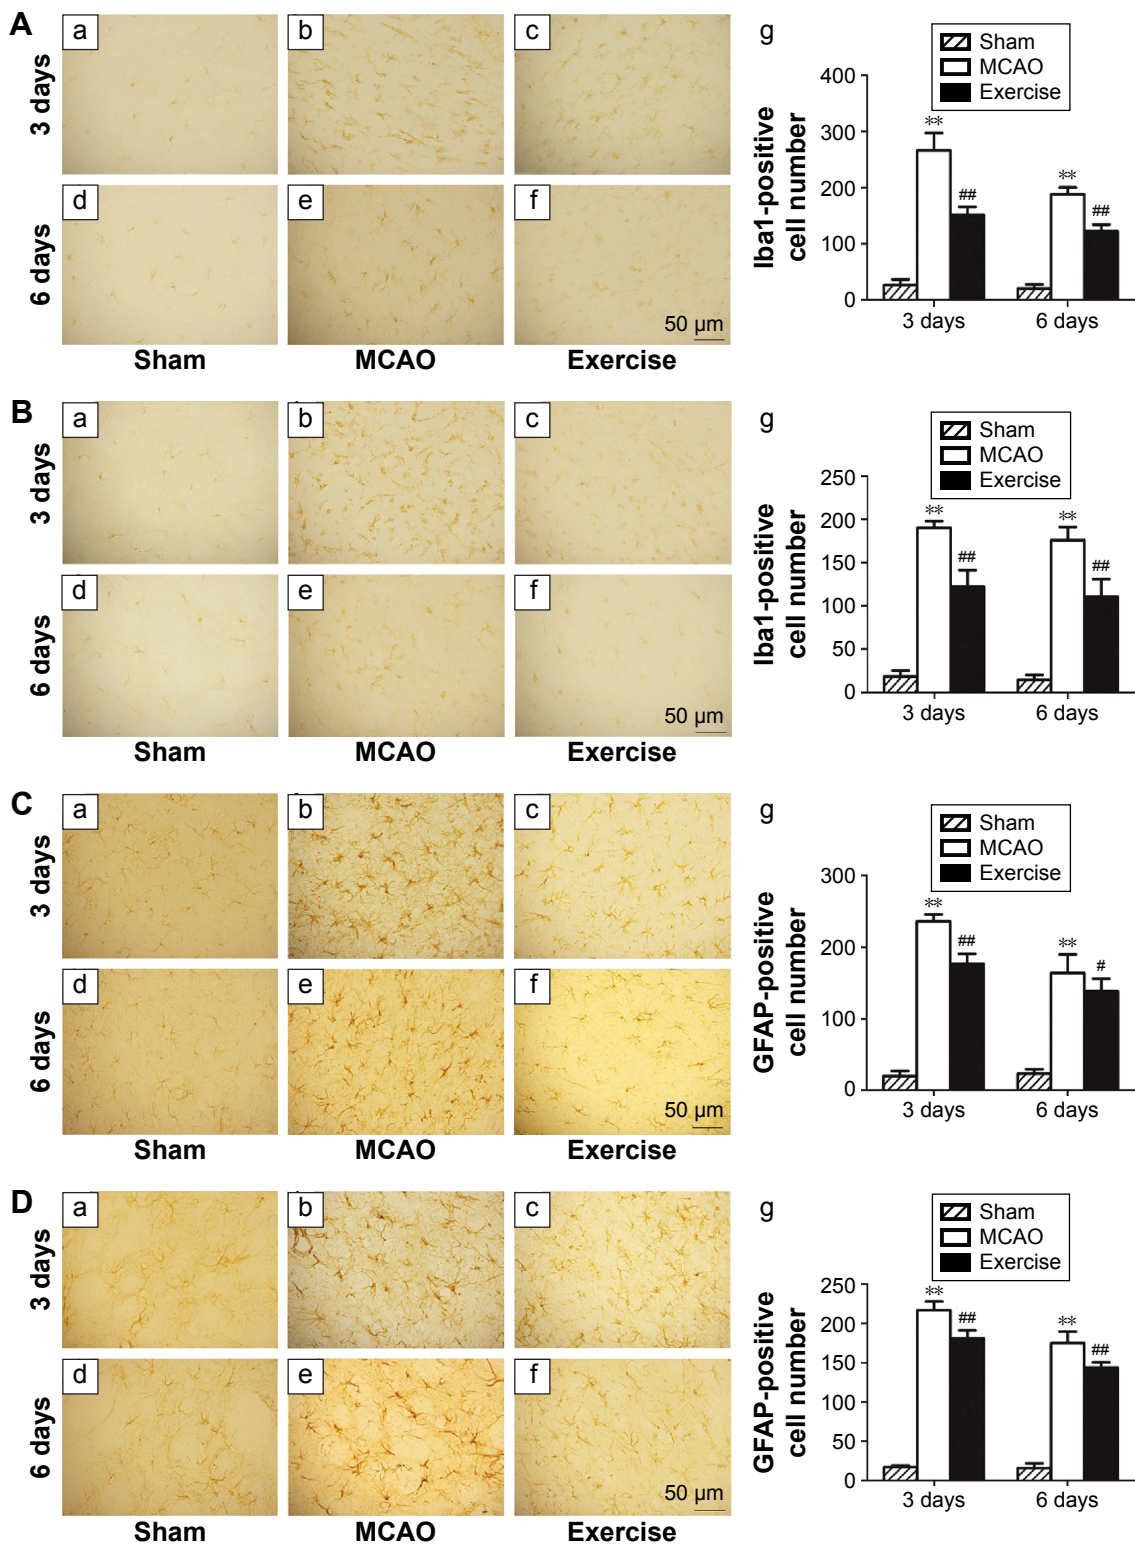 A
a
b
c
3 days
d
e
f
6 days
50 µm
Sham
MCAO
Exercise
g
Sham
MCAO
Exercise
Iba1-positive
cell number
400
300
200
100
0
**
##
**
##
3 days
6 days
B
a
b
c
3 days
d
e
f
6 days
50 µm
Sham
MCAO
Exercise
g
Sham
MCAO
Exercise
Iba1-positive
cell number
250
200
150
100
50
0
**
##
**
##
3 days
6 days
C
a
b
c
3 days
d
e
f
6 days
50 µm
Sham
MCAO
Exercise
g
Sham
MCAO
Exercise
GFAP-positive
cell number
300
200
100
0
**
##
**
#
3 days
6 days
D
a
b
c
3 days
d
e
f
6 days
50 µm
Sham
MCAO
Exercise
g
Sham
MCAO
Exercise
GFAP-positive
cell number
250
200
150
100
50
0
**
##
**
##
3 days
6 days